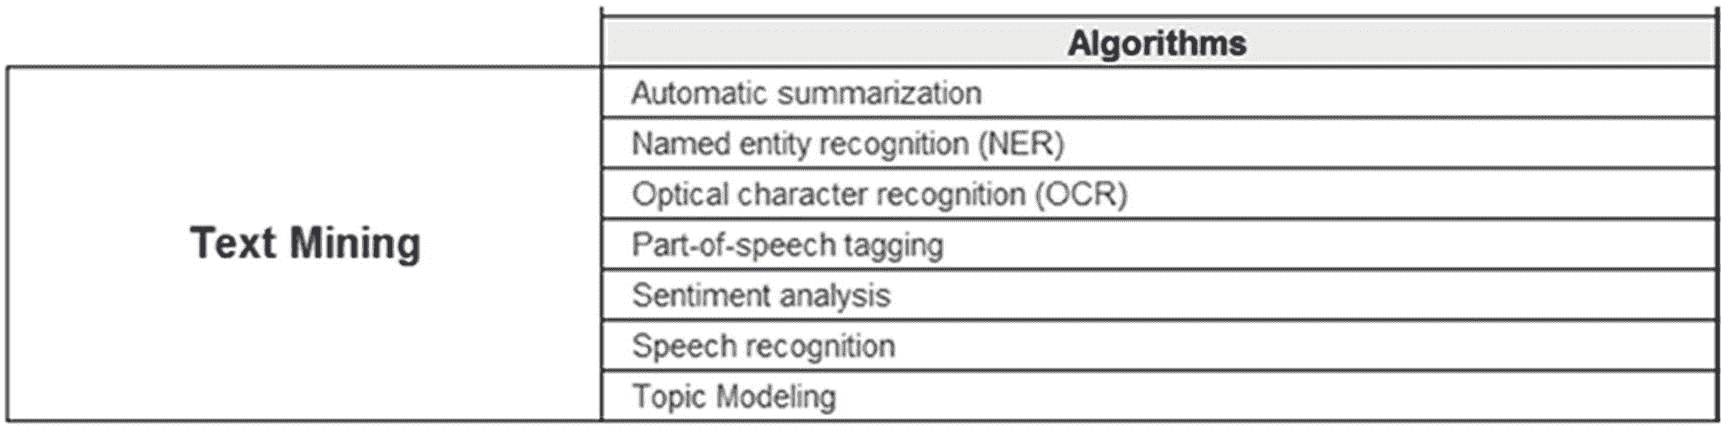 Algorithms
Text Mining
Automatic summarization
Named entity recognition (NER)
Optical character recognition (OCR)
Part-of-speech tagging
Sentiment analysis
Speech recognition
Topic Modeling